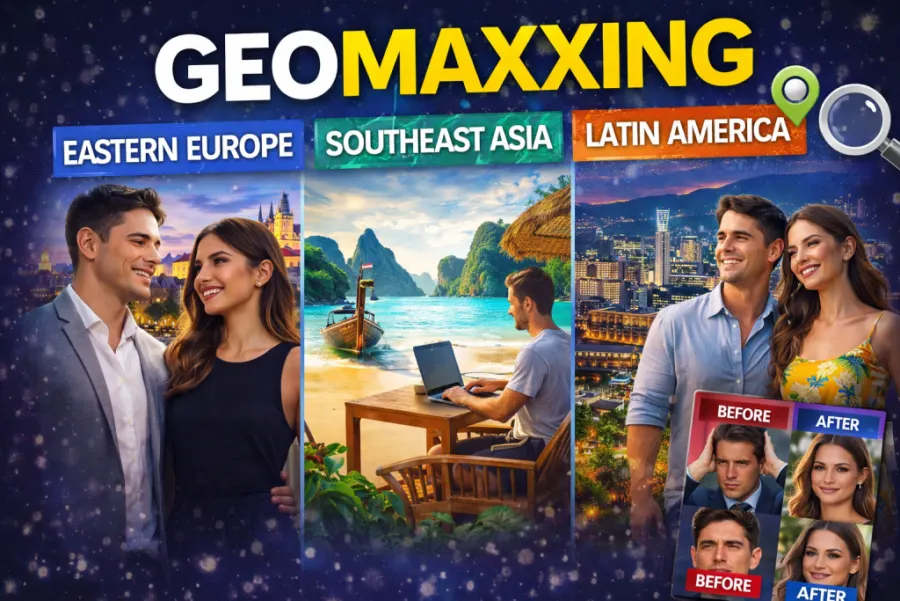 GEOMAXXING
EASTERN EUROPE
SOUTHEAST ASIA
LATIN AMERICA
BEFORE
AFTER
BEFORE
AFTER